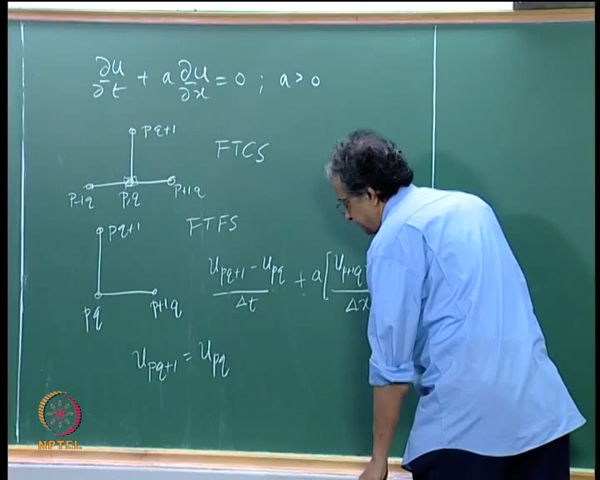 ∂u/∂t + a ∂u/∂x = 0 ; a > 0
pq+1
FTCS
p-1q p,q p+1q
pq+1
FTFS
u_pq+1 - u_pq / Δt + a [ u_p+1q / Δx
pq p+1q
u_pq+1 = u_pq
NPTEL